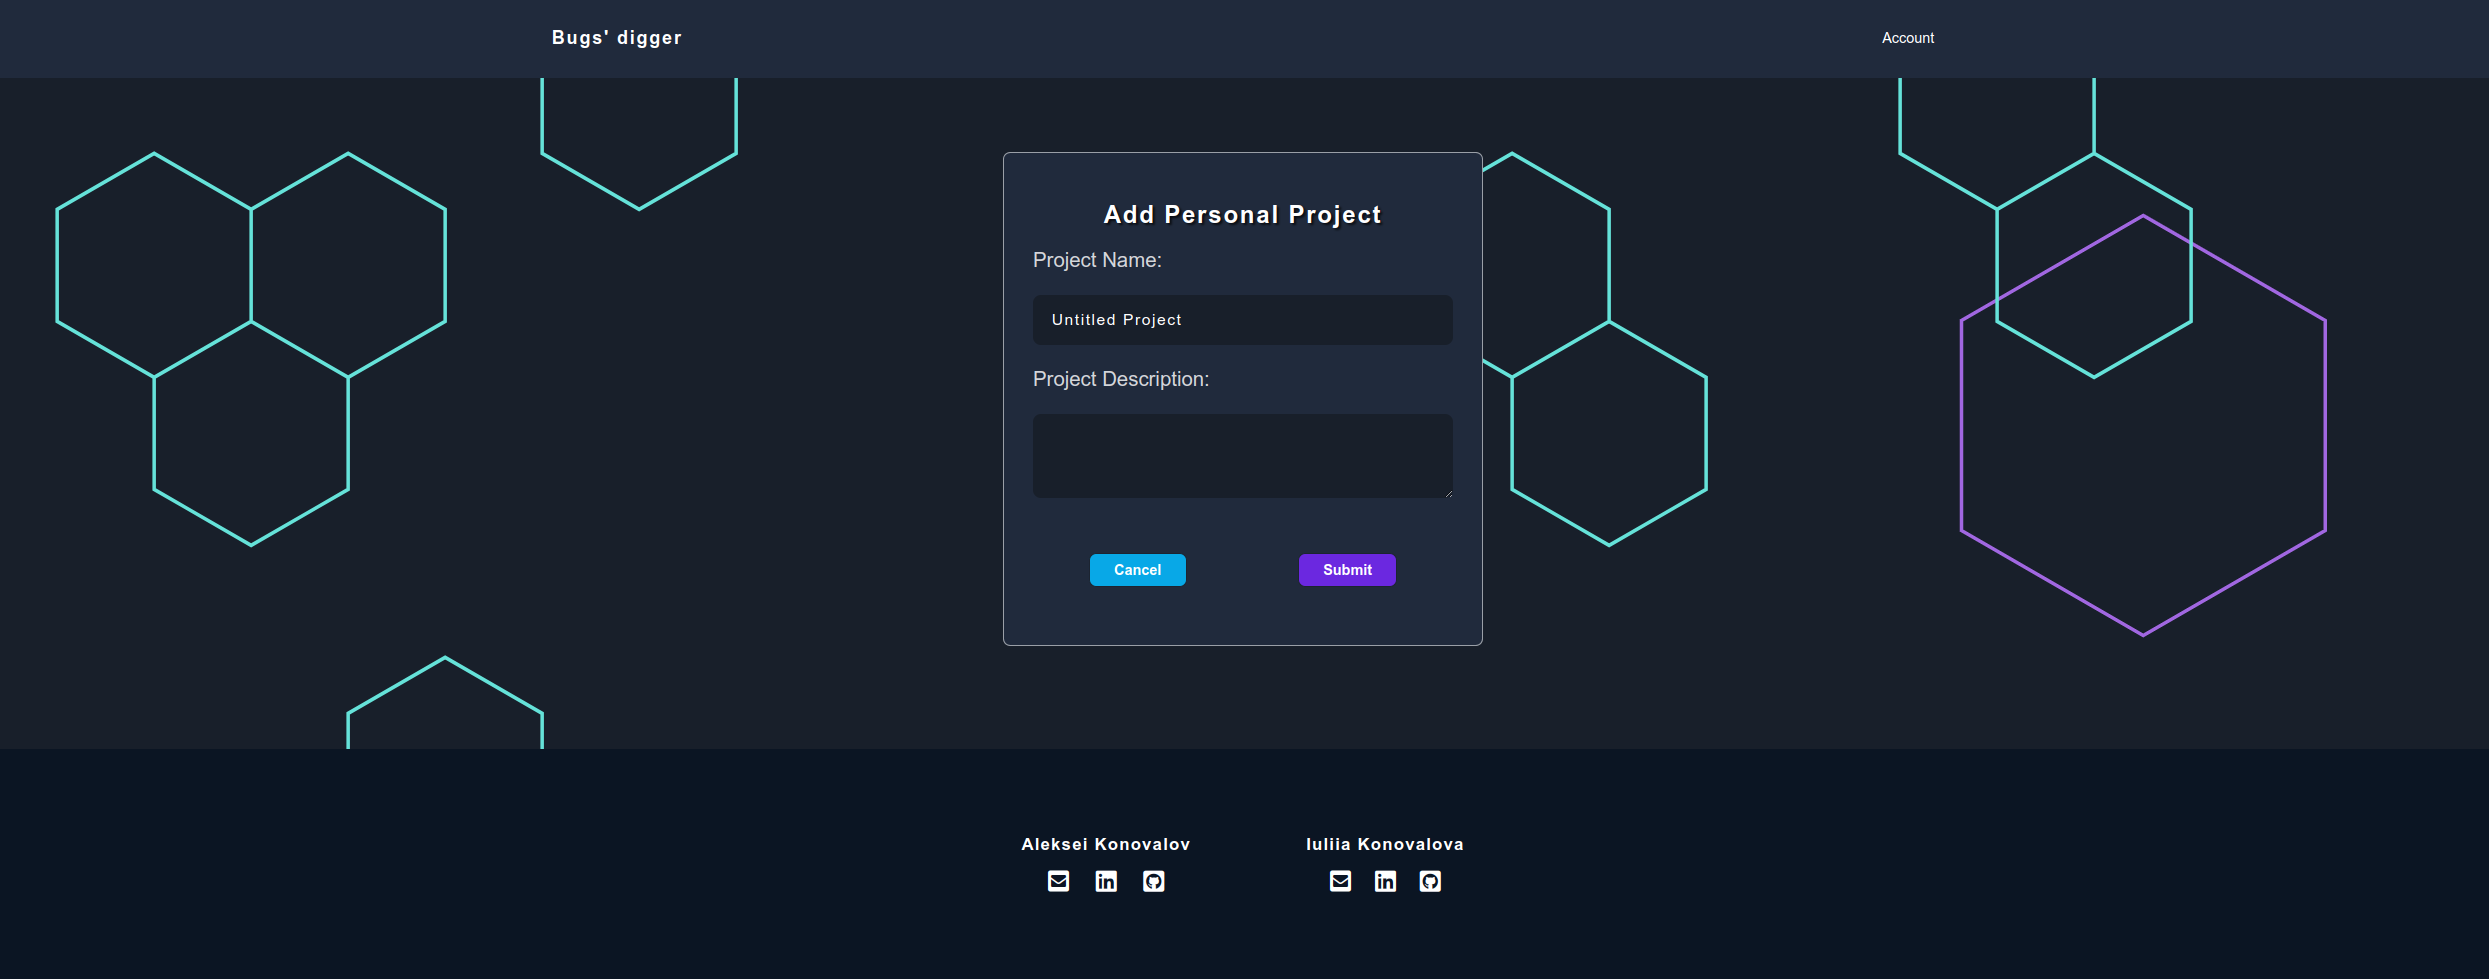 Bugs' digger
Account
Add Personal Project
Project Name:
Untitled Project
Project Description:
Cancel
Submit
Aleksei Konovalov
Iuliia Konovalova